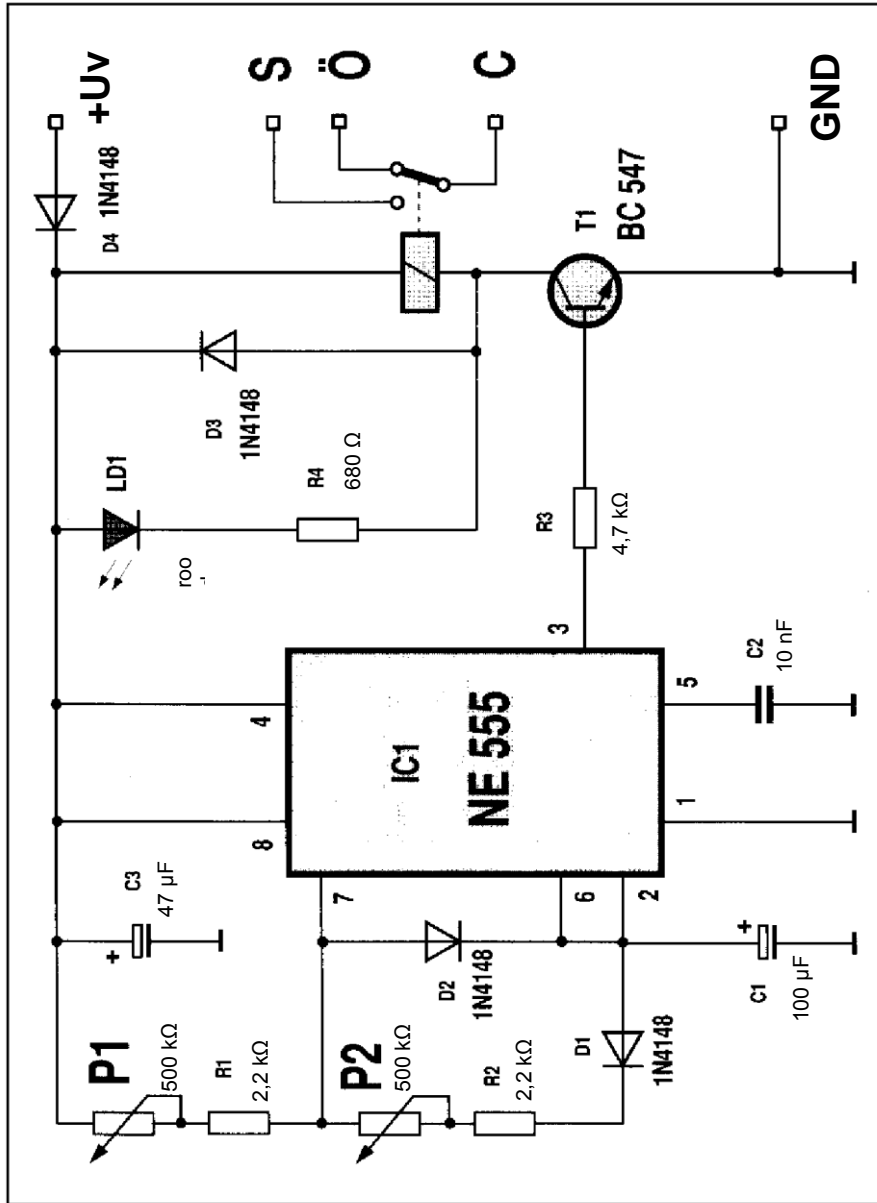 P1
500 kΩ
R1
2,2 kΩ
P2
500 kΩ
R2
2,2 kΩ
C3
47 µF
+
D2
1N4148
D1
1N4148
C1
100 µF
+
IC1
NE 555
8
4
7
6
2
3
1
5
C2
10 nF
LD1
roo
R4
680 Ω
D3
1N4148
R3
4,7 kΩ
D4
1N4148
T1
BC 547
+Uv
S
Ö
C
GND